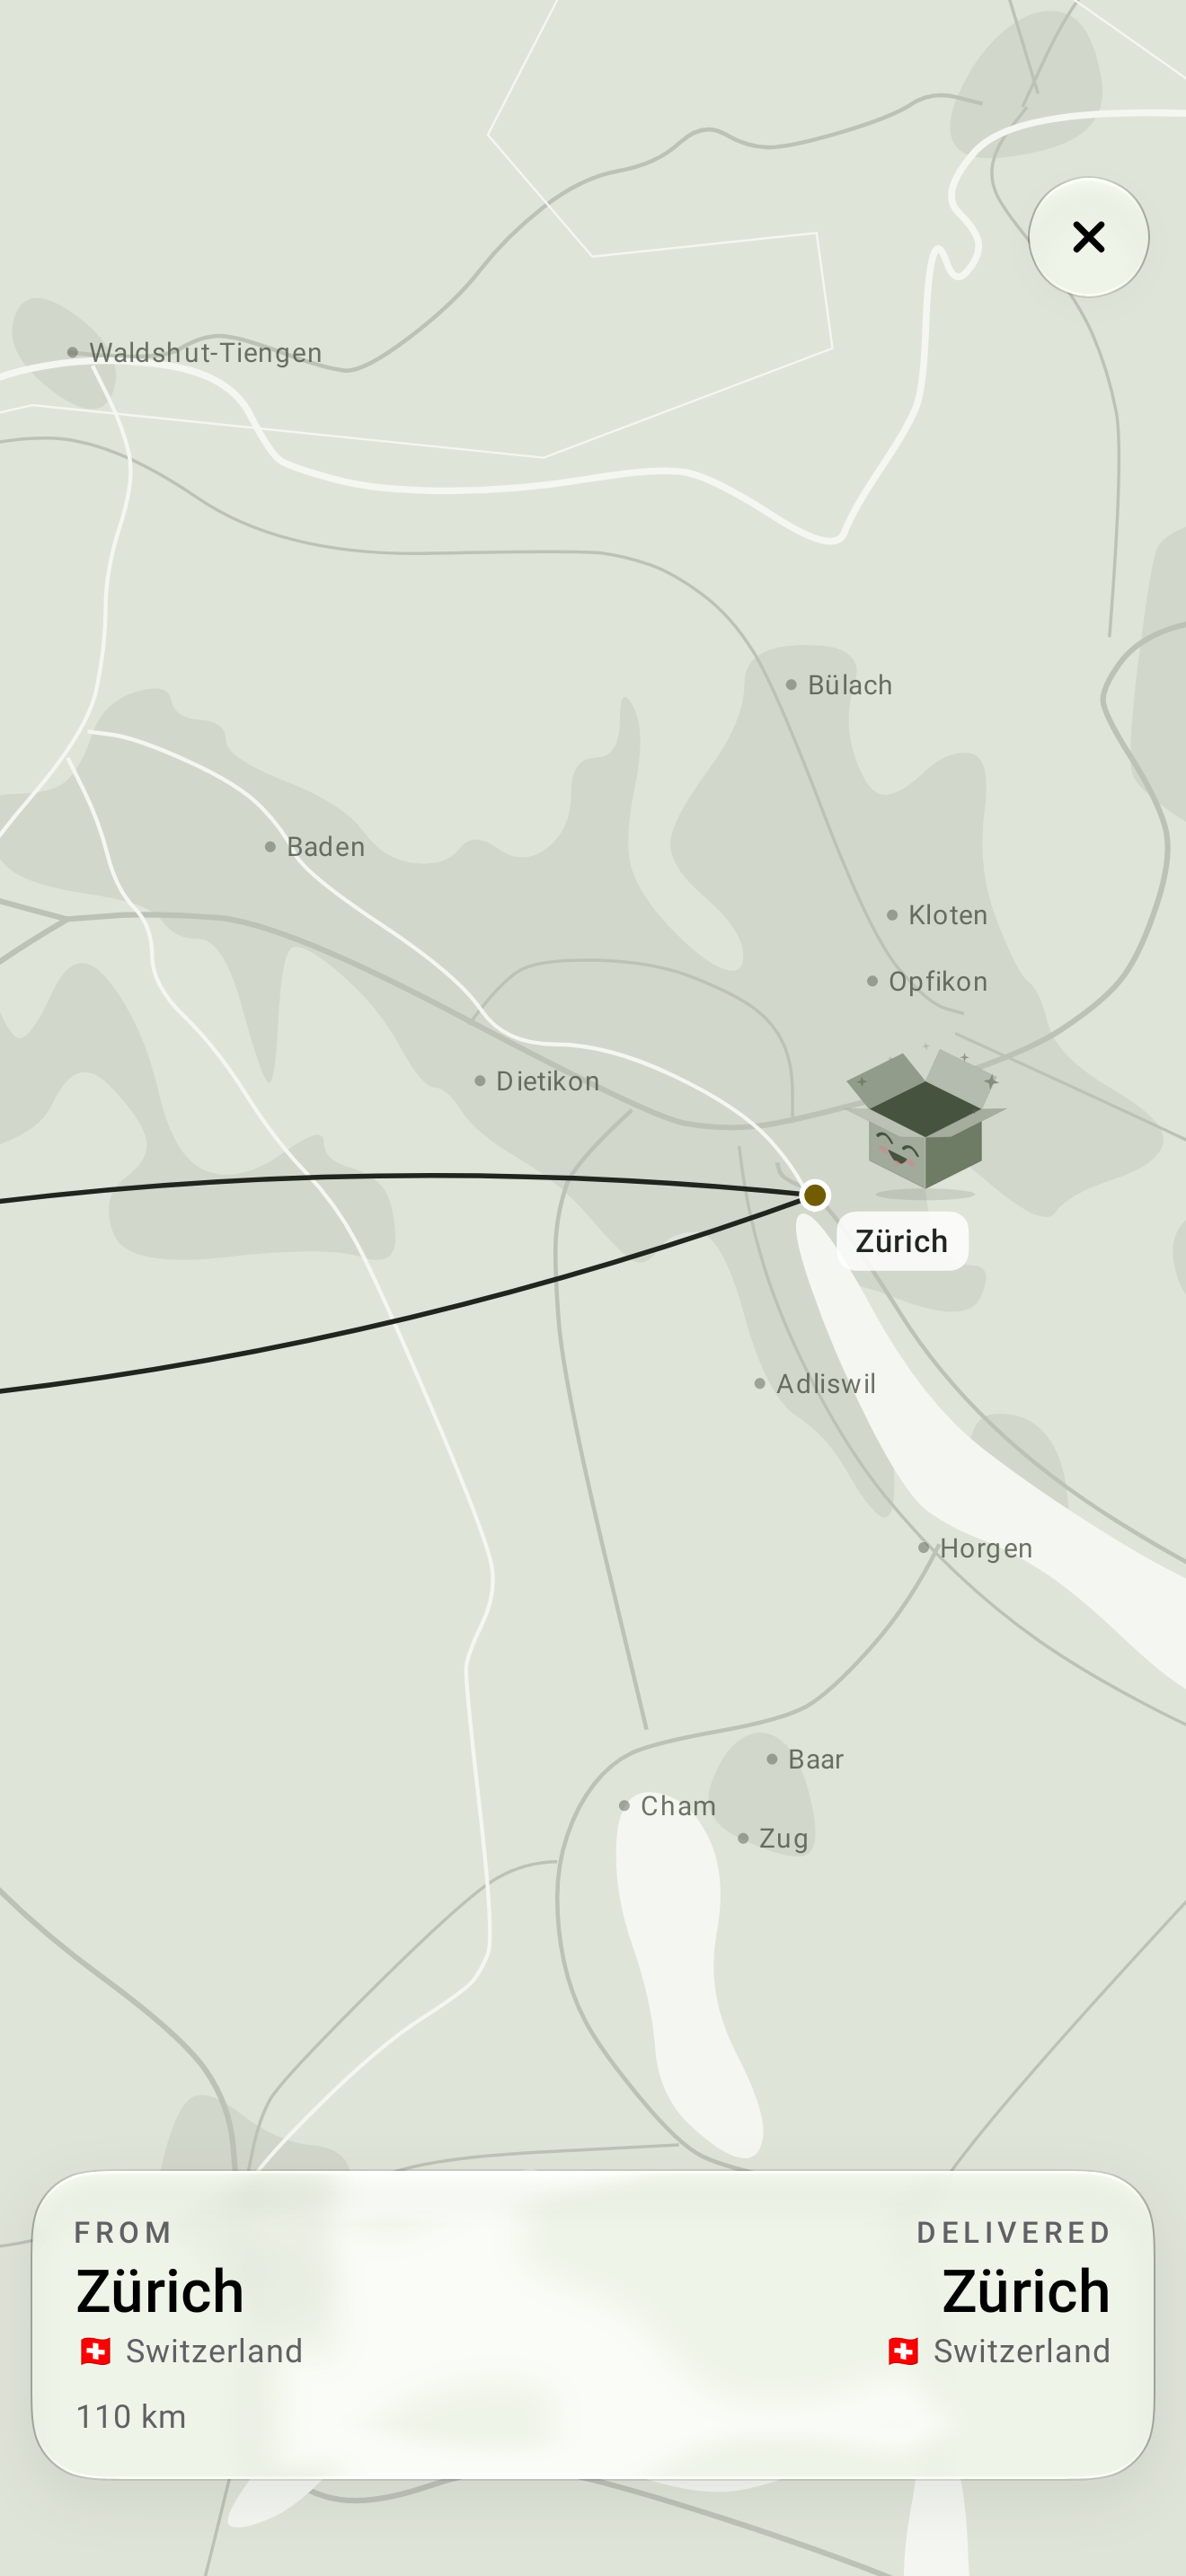 Waldshut-Tiengen
Bülach
Baden
Kloten
Opfikon
Dietikon
Zürich
Adliswil
Horgen
Baar
Cham
Zug
FROM
DELIVERED
Zürich
Zürich
Switzerland
Switzerland
110 km